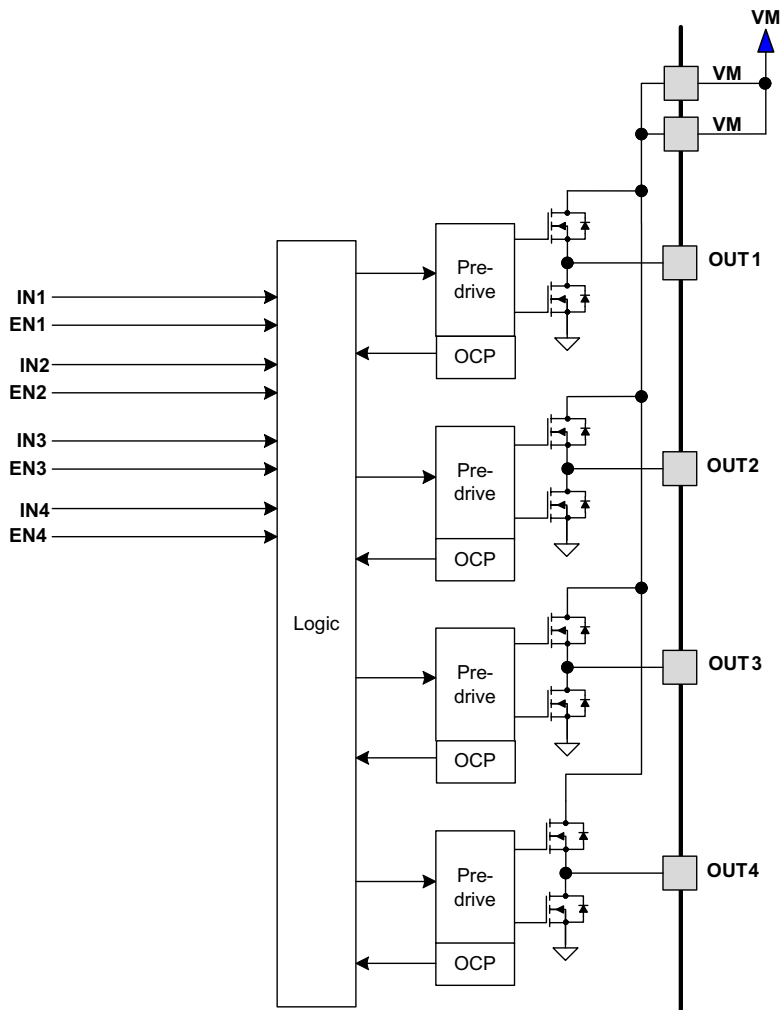 VM
VM
VM
OUT1
Pre-
drive
OCP
IN1
EN1
IN2
EN2
IN3
EN3
IN4
EN4
Logic
Pre-
drive
OCP
OUT2
Pre-
drive
OCP
OUT3
Pre-
drive
OCP
OUT4